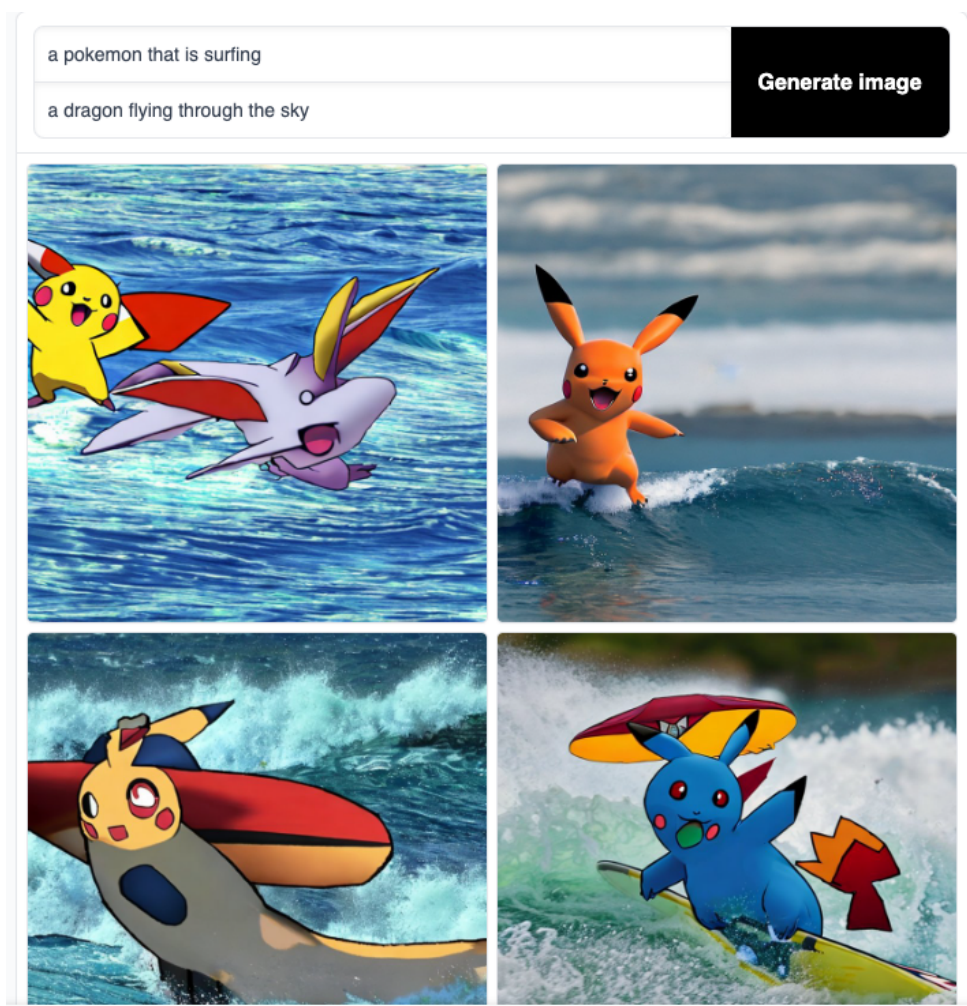 a pokemon that is surfing
Generate image
a dragon flying through the sky